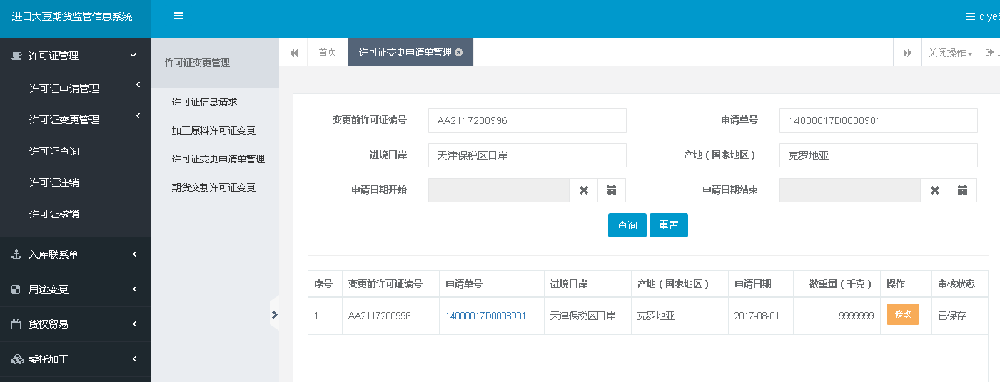 进口大豆期货监管信息系统
qiye
许可证管理
许可证申请管理
许可证变更管理
许可证查询
许可证注销
许可证核销
入库联系单
用途变更
货权贸易
委托加工
许可证变更管理
许可证信息请求
加工原料许可证变更
许可证变更申请单管理
期货交割许可证变更
首页
许可证变更申请单管理
关闭操作
变更前许可证编号 AA2117200996 申请单号 14000017D0008901
进境口岸 天津保税区口岸 产地（国家地区） 克罗地亚
申请日期开始 申请日期结束
查询 重置
序号 变更前许可证编号 申请单号 进境口岸 产地（国家地区） 申请日期 数重量（千克） 操作 审核状态
1 AA2117200996 14000017D0008901 天津保税区口岸 克罗地亚 2017-08-01 9999999 修改 已保存